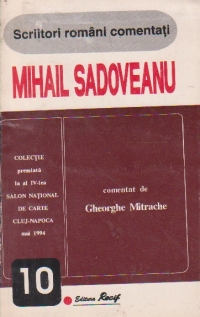 Scriitori români comentați
MIHAIL SADOVEANU
COLECȚIE
premiată
la al IV-lea
SALON NAȚIONAL
DE CARTE
CLUJ-NAPOCA
mai 1994
comentat de
Gheorghe Mitrache
10
Editura Recif